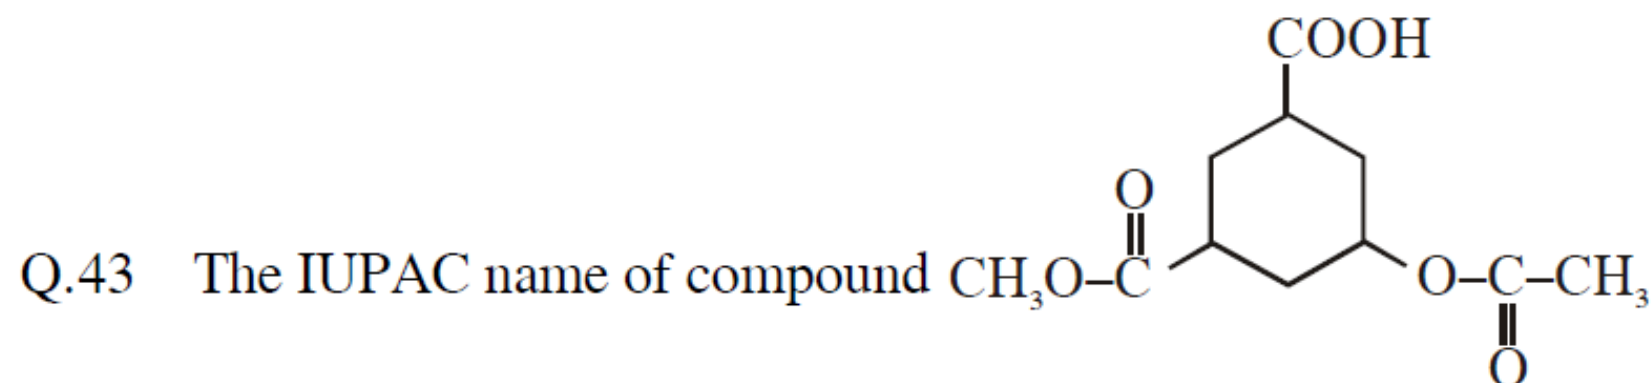 COOH
O
Q.43 The IUPAC name of compound CH₃O–C O–C–CH₃
O